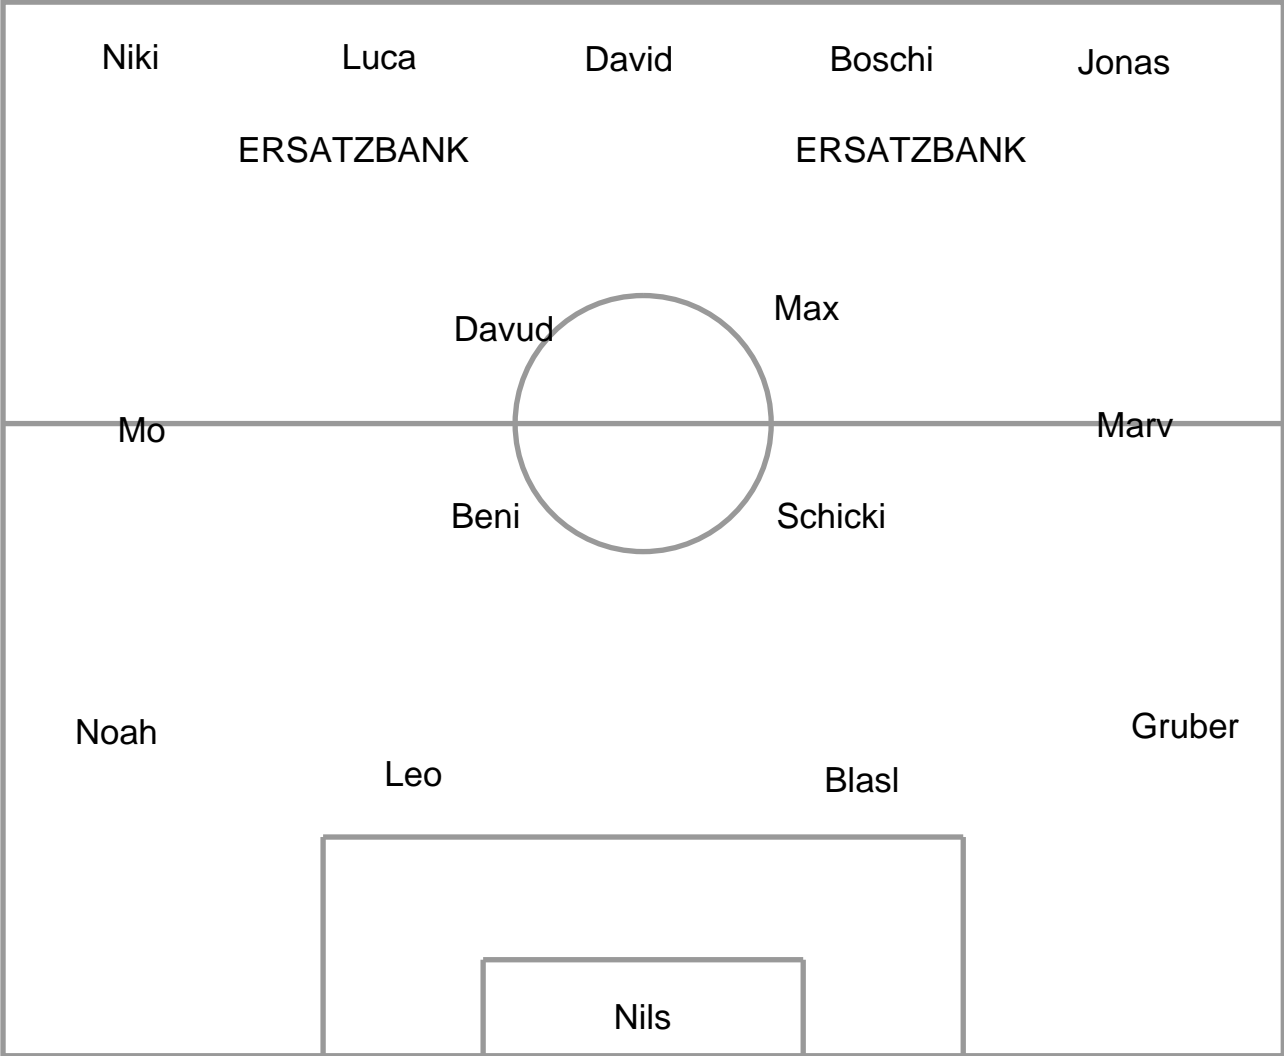 Niki Luca David Boschi Jonas
ERSATZBANK ERSATZBANK
Max
Davud
Mo Marv
Beni Schicki
Noah Gruber
Leo Blasl
Nils